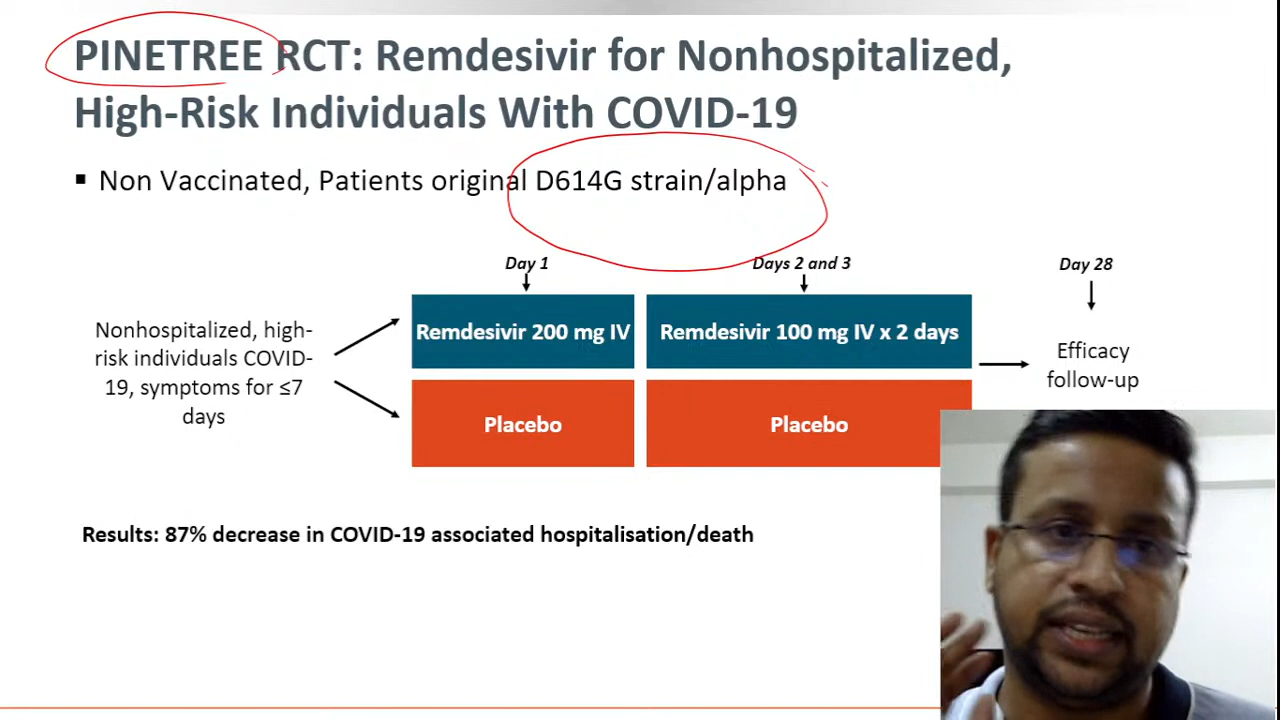 PINETREE RCT: Remdesivir for Nonhospitalized,
High-Risk Individuals With COVID-19
▪ Non Vaccinated, Patients original D614G strain/alpha
Day 1
Days 2 and 3
Day 28
Nonhospitalized, high-
risk individuals COVID-
19, symptoms for ≤7
days
Remdesivir 200 mg IV
Remdesivir 100 mg IV x 2 days
Placebo
Placebo
Efficacy
follow-up
Results: 87% decrease in COVID-19 associated hospitalisation/death